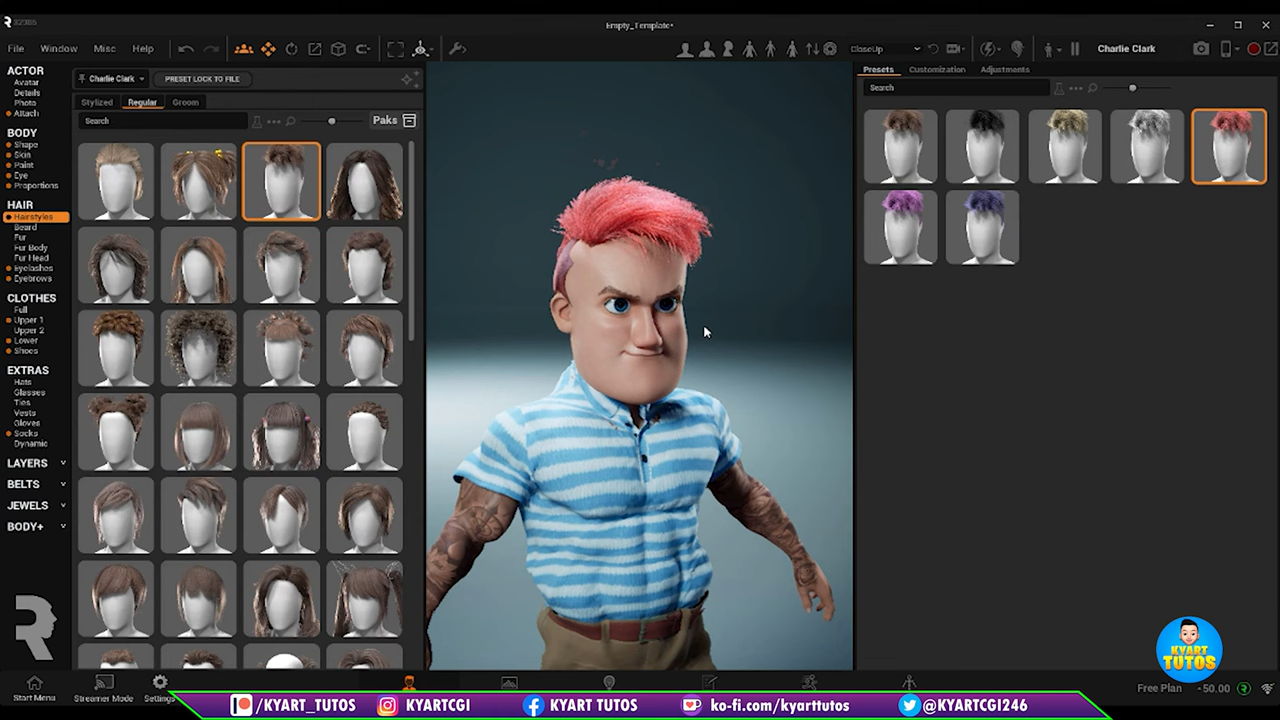 32385
Empty_Template*
File Window Misc Help
CloseUp
Charlie Clark
ACTOR
Avatar
Details
Photo
Attach
BODY
Shape
Skin
Paint
Eye
Proportions
HAIR
Hairstyles
Beard
Fur
Fur Body
Fur Head
Eyelashes
Eyebrows
CLOTHES
Full
Upper 1
Upper 2
Lower
Shoes
EXTRAS
Hats
Glasses
Ties
Vests
Gloves
Socks
Dynamic
LAYERS
BELTS
JEWELS
BODY+
Charlie Clark
PRESET LOCK TO FILE
Stylized Regular Groom
Search
Paks
Presets Customization Adjustments
Search
KYART
TUTOS
Start Menu
Streamer Mode
Settings
Free Plan
-50.00
/KYART_TUTOS
KYARTCGI
KYART TUTOS
ko-fi.com/kyarttutos
@KYARTCGI246